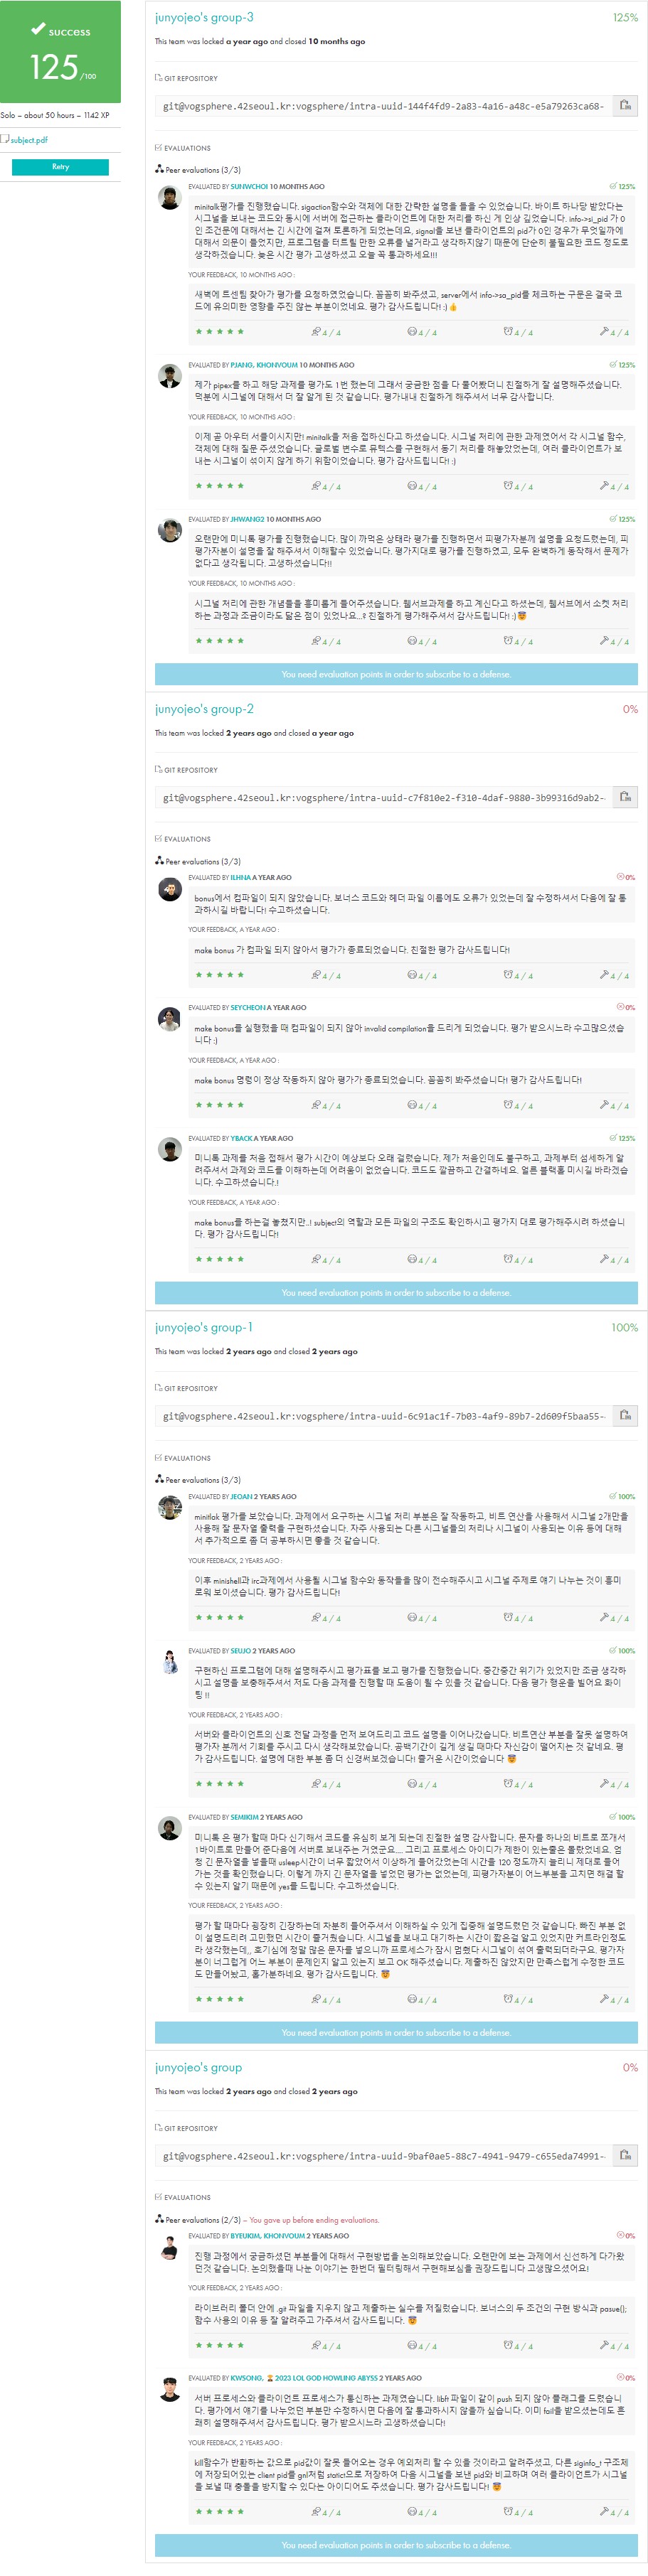 success
125/100
Solo – about 50 hours – 1142 XP
subject.pdf
Retry
junyojeo's group-3
125%
This team was locked a year ago and closed 10 months ago
GIT REPOSITORY
git@vogsphere.42seoul.kr:vogsphere/intra-uuid-144f4fd9-2a83-4a16-a48c-e5a79263ca68-
EVALUATIONS
Peer evaluations (3/3)
EVALUATED BY SUNWCHOI 10 MONTHS AGO
125%
minitalk평가를 진행했습니다. sigaction함수와 객체에 대한 간략한 설명을 들을 수 있었습니다. 바이트 하나당 받았다는
시그널을 보내는 코드와 동시에 서버에 접근하는 클라이언트에 대한 처리를 하신 게 인상 깊었습니다. info->si_pid 가 0
인 조건문에 대해서는 긴 시간에 걸쳐 토론하게 되었는데요, signal을 보낸 클라이언트의 pid가 0인 경우가 무엇일까에
대해서 의문이 들었지만, 프로그램을 터트릴 만한 오류를 낼거라고 생각하지않기 때문에 단순히 불필요한 코드 정도로
생각하겠습니다. 늦은 시간 평가 고생하셨고 오늘 꼭 통과하세요!!!
YOUR FEEDBACK, 10 MONTHS AGO :
새벽에 트센팀 찾아가 평가를 요청하였었습니다. 꼼꼼히 봐주셨고, server에서 info->sa_pid를 체크하는 구문은 결국 코
드에 유의미한 영향을 주진 않는 부분이었네요. 평가 감사드립니다! :) 👍
★ ★ ★ ★ ★ 4 / 4 4 / 4 4 / 4 4 / 4
EVALUATED BY PJANG, KHONVOUM 10 MONTHS AGO
125%
제가 pipex를 하고 해당 과제를 평가도 1번 했는데 그래서 궁금한 점을 다 물어봤더니 친절하게 잘 설명해주셨습니다.
덕분에 시그널에 대해서 더 잘 알게 된 것 같습니다. 평가내내 친절하게 해주셔서 너무 감사합니다.
YOUR FEEDBACK, 10 MONTHS AGO :
이제 곧 아우터 서클이시지만! minitalk을 처음 접하신다고 하셨습니다. 시그널 처리에 관한 과제였어서 각 시그널 함수,
객체에 대해 질문 주셨었습니다. 글로벌 변수로 뮤텍스를 구현해서 동기 처리를 해놓았었는데, 여러 클라이언트가 보
내는 시그널이 섞이지 않게 하기 위함이었습니다. 평가 감사드립니다! :)
★ ★ ★ ★ ★ 4 / 4 4 / 4 4 / 4 4 / 4
EVALUATED BY JHWANG2 10 MONTHS AGO
125%
오랜만에 미니톡 평가를 진행했습니다. 많이 까먹은 상태라 평가를 진행하면서 피평가자분께 설명을 요청드렸는데, 피
평가자분이 설명을 잘 해주셔서 이해할수 있었습니다. 평가지대로 평가를 진행하였고, 모두 완벽하게 동작해서 문제가
없다고 생각됩니다. 고생하셨습니다!!
YOUR FEEDBACK, 10 MONTHS AGO :
시그널 처리에 관한 개념들을 흥미롭게 들어주셨습니다. 웹서브과제를 하고 계신다고 하셨는데, 웹서브에서 소켓 처리
하는 과정과 조금이라도 닮은 점이 있었나요...? 친절하게 평가해주셔서 감사드립니다! :)😇
★ ★ ★ ★ ★ 4 / 4 4 / 4 4 / 4 4 / 4
You need evaluation points in order to subscribe to a defense.
junyojeo's group-2
0%
This team was locked 2 years ago and closed a year ago
GIT REPOSITORY
git@vogsphere.42seoul.kr:vogsphere/intra-uuid-c7f810e2-f310-4daf-9880-3b99316d9ab2-
EVALUATIONS
Peer evaluations (3/3)
EVALUATED BY ILHNA A YEAR AGO
0%
bonus에서 컴파일이 되지 않았습니다. 보너스 코드와 헤더 파일 이름에도 오류가 있었는데 잘 수정하셔서 다음에 잘 통
과하시길 바랍니다! 수고하셨습니다.
YOUR FEEDBACK, A YEAR AGO :
make bonus 가 컴파일 되지 않아서 평가가 종료되었습니다. 친절한 평가 감사드립니다!
★ ★ ★ ★ ★ 4 / 4 4 / 4 4 / 4 4 / 4
EVALUATED BY SEYCHEON A YEAR AGO
0%
make bonus를 실행했을 때 컴파일이 되지 않아 invalid compilation을 드리게 되었습니다. 평가 받으시느라 수고많으셨습
니다 :)
YOUR FEEDBACK, A YEAR AGO :
make bonus 명령이 정상 작동하지 않아 평가가 종료되었습니다. 꼼꼼히 봐주셨습니다! 평가 감사드립니다!
★ ★ ★ ★ ★ 4 / 4 4 / 4 4 / 4 4 / 4
EVALUATED BY YBACK A YEAR AGO
125%
미니톡 과제를 처음 접해서 평가 시간이 예상보다 오래 걸렸습니다. 제가 처음인데도 불구하고, 과제부터 섬세하게 알
려주셔서 과제와 코드를 이해하는데 어려움이 없었습니다. 코드도 깔끔하고 간결하네요. 얼른 블랙홀 미시길 바라겠습니
다. 수고하셨습니다.!
YOUR FEEDBACK, A YEAR AGO :
make bonus를 하는걸 놓쳤지만..! subject의 역할과 모든 파일의 구조도 확인하시고 평가지 대로 평가해주시려 하셨습니
다. 평가 감사드립니다!
★ ★ ★ ★ ★ 4 / 4 4 / 4 4 / 4 4 / 4
You need evaluation points in order to subscribe to a defense.
junyojeo's group-1
100%
This team was locked 2 years ago and closed 2 years ago
GIT REPOSITORY
git@vogsphere.42seoul.kr:vogsphere/intra-uuid-6c91ac1f-7b03-4af9-89b7-2d609f5baa55-
EVALUATIONS
Peer evaluations (3/3)
EVALUATED BY JEOAN 2 YEARS AGO
100%
minitlak 평가를 보았습니다. 과제에서 요구하는 시그널 처리 부분은 잘 작동하고, 비트 연산을 사용해서 시그널 2개만을
사용해 잘 문자열 출력을 구현하셨습니다. 자주 사용되는 다른 시그널들의 처리나 시그널이 사용되는 이유 등에 대해
서 추가적으로 좀 더 공부하시면 좋을 것 같습니다.
YOUR FEEDBACK, 2 YEARS AGO :
이후 minishell과 irc과제에서 사용될 시그널 함수와 동작들을 많이 전수해주시고 시그널 주제로 얘기 나누는 것이 흥미
로워 보이셨습니다. 평가 감사드립니다!
★ ★ ★ ★ ★ 4 / 4 4 / 4 4 / 4 4 / 4
EVALUATED BY SEUJO 2 YEARS AGO
100%
구현하신 프로그램에 대해 설명해주시고 평가표를 보고 평가를 진행했습니다. 중간중간 위기가 있었지만 조금 생각하
시고 설명을 보충해주셔서 저도 다음 과제를 진행할 때 도움이 될 수 있을 것 같습니다. 다음 평가 행운을 빌어요 화이
팅 !!
YOUR FEEDBACK, 2 YEARS AGO :
서버와 클라이언트의 신호 전달 과정을 먼저 보여드리고 코드 설명을 이어나갔습니다. 비트연산 부분을 잘못 설명하여
평가자 분께서 기회를 주시고 다시 생각해보았습니다. 공백기간이 길게 생길 때마다 자신감이 떨어지는 것 같네요. 평
가 감사드립니다. 설명에 대한 부분 좀 더 신경써보겠습니다! 즐거운 시간이었습니다 😇
★ ★ ★ ★ ★ 4 / 4 4 / 4 4 / 4 4 / 4
EVALUATED BY SEMIKIM 2 YEARS AGO
100%
미니톡 은 평가 할때 마다 신기해서 코드를 유심히 보게 되는데 친절한 설명 감사합니다. 문자를 하나의 비트로 쪼개서
1바이트로 만들어 준다음에 서버로 보내주는 거였군요.... 그리고 프로세스 아이디가 제한이 있는줄은 몰랐었네요. 엄
청 긴 문자열을 넣을때 usleep시간이 너무 짧았어서 이상하게 들어갔었는데 시간을 120 정도까지 늘리니 제대로 들어
가는 것을 확인했습니다. 이렇게 까지 긴 문자열을 넣었던 평가는 없었는데, 피평가자분이 어느부분을 고치면 해결 할
수 있는지 알기 때문에 yes를 드립니다. 수고하셨습니다.
YOUR FEEDBACK, 2 YEARS AGO :
평가 할 때마다 굉장히 긴장하는데 차분히 들어주셔서 이해하실 수 있게 집중해 설명드렸던 것 같습니다. 빠진 부분 없
이 설명드리려 고민했던 시간이 즐거웠습니다. 시그널을 보내고 대기하는 시간이 짧은걸 알고 있었지만 커트라인정도
라 생각했는데,, 호기심에 정말 많은 문자를 넣으니까 프로세스가 잠시 멈췄다 시그널이 섞여 출력되더라구요. 평가자
분이 너그럽게 어느 부분이 문제인지 알고 있는지 보고 OK 해주셨습니다. 제출하진 않았지만 만족스럽게 수정한 코드
도 만들어놨고, 홀가분하네요. 평가 감사드립니다. 😇
★ ★ ★ ★ ★ 4 / 4 4 / 4 4 / 4 4 / 4
You need evaluation points in order to subscribe to a defense.
junyojeo's group
0%
This team was locked 2 years ago and closed 2 years ago
GIT REPOSITORY
git@vogsphere.42seoul.kr:vogsphere/intra-uuid-9baf0ae5-88c7-4941-9479-c655eda74991-
EVALUATIONS
Peer evaluations (2/3) – You gave up before ending evaluations.
EVALUATED BY BYEUKIM, KHONVOUM 2 YEARS AGO
0%
진행 과정에서 궁금하셨던 부분들에 대해서 구현방법을 논의해보았습니다. 오랜만에 보는 과제에서 신선하게 다가왔
던것 같습니다. 논의했을때 나눈 이야기는 한번더 필터링해서 구현해보심을 권장드립니다 고생많으셨어요!
YOUR FEEDBACK, 2 YEARS AGO :
라이브러리 폴더 안에 .git 파일을 지우지 않고 제출하는 실수를 저질렀습니다. 보너스의 두 조건의 구현 방식과 pasue();
함수 사용의 이유 등 잘 알려주고 가주셔서 감사드립니다. 😇
★ ★ ★ ★ ★ 4 / 4 4 / 4 4 / 4 4 / 4
EVALUATED BY KWSONG, 🏆 2023 LOL GOD HOWLING ABYSS 2 YEARS AGO
0%
서버 프로세스와 클라이언트 프로세스가 통신하는 과제였습니다. libft 파일이 같이 push 되지 않아 플래그를 드렸습니
다. 평가에서 얘기를 나누었던 부분만 수정하시면 다음에 잘 통과하시지 않을까 싶습니다. 이미 fail을 받으셨는데도 흔
쾌히 설명해주셔서 감사드립니다. 평가 받으시느라 고생하셨습니다!
YOUR FEEDBACK, 2 YEARS AGO :
kill함수가 반환하는 값으로 pid값이 잘못 들어오는 경우 예외처리 할 수 있을 것이라고 알려주셨고, 다른 siginfo_t 구조체
에 저장되어있는 client pid를 gnl처럼 static으로 저장하여 다음 시그널을 보낸 pid와 비교하며 여러 클라이언트가 시그널
을 보낼 때 충돌을 방지할 수 있다는 아이디어도 주셨습니다. 평가 감사드립니다! 😇
★ ★ ★ ★ ★ 4 / 4 4 / 4 4 / 4 4 / 4
You need evaluation points in order to subscribe to a defense.